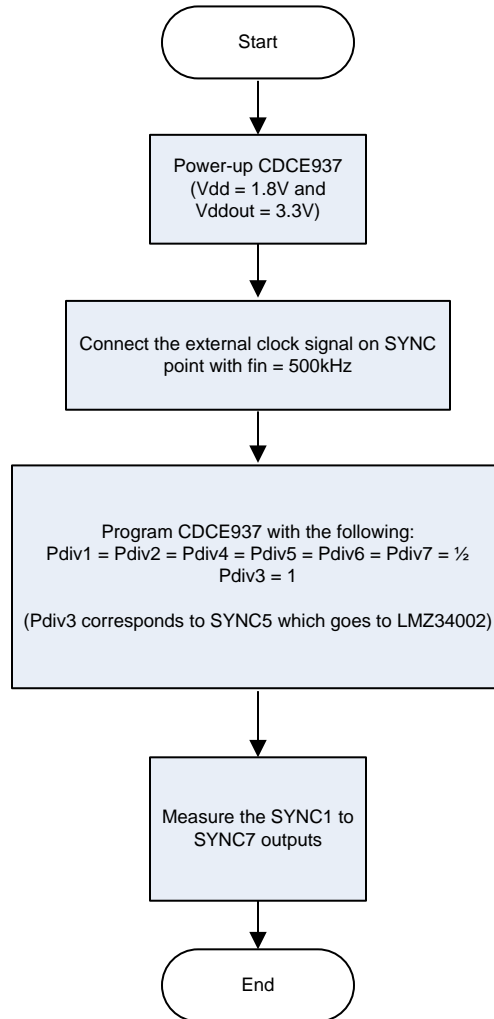 Start
Power-up CDCE937
(Vdd = 1.8V and
Vddout = 3.3V)
Connect the external clock signal on SYNC
point with fin = 500kHz
Program CDCE937 with the following:
Pdiv1 = Pdiv2 = Pdiv4 = Pdiv5 = Pdiv6 = Pdiv7 = ½
Pdiv3 = 1
(Pdiv3 corresponds to SYNC5 which goes to LMZ34002)
Measure the SYNC1 to
SYNC7 outputs
End